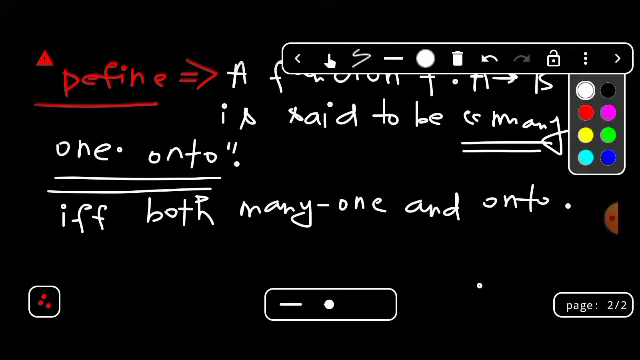 Define => A function f : A→ B
is said to be "many
one. onto".
iff both many-one and onto.
page: 2/2